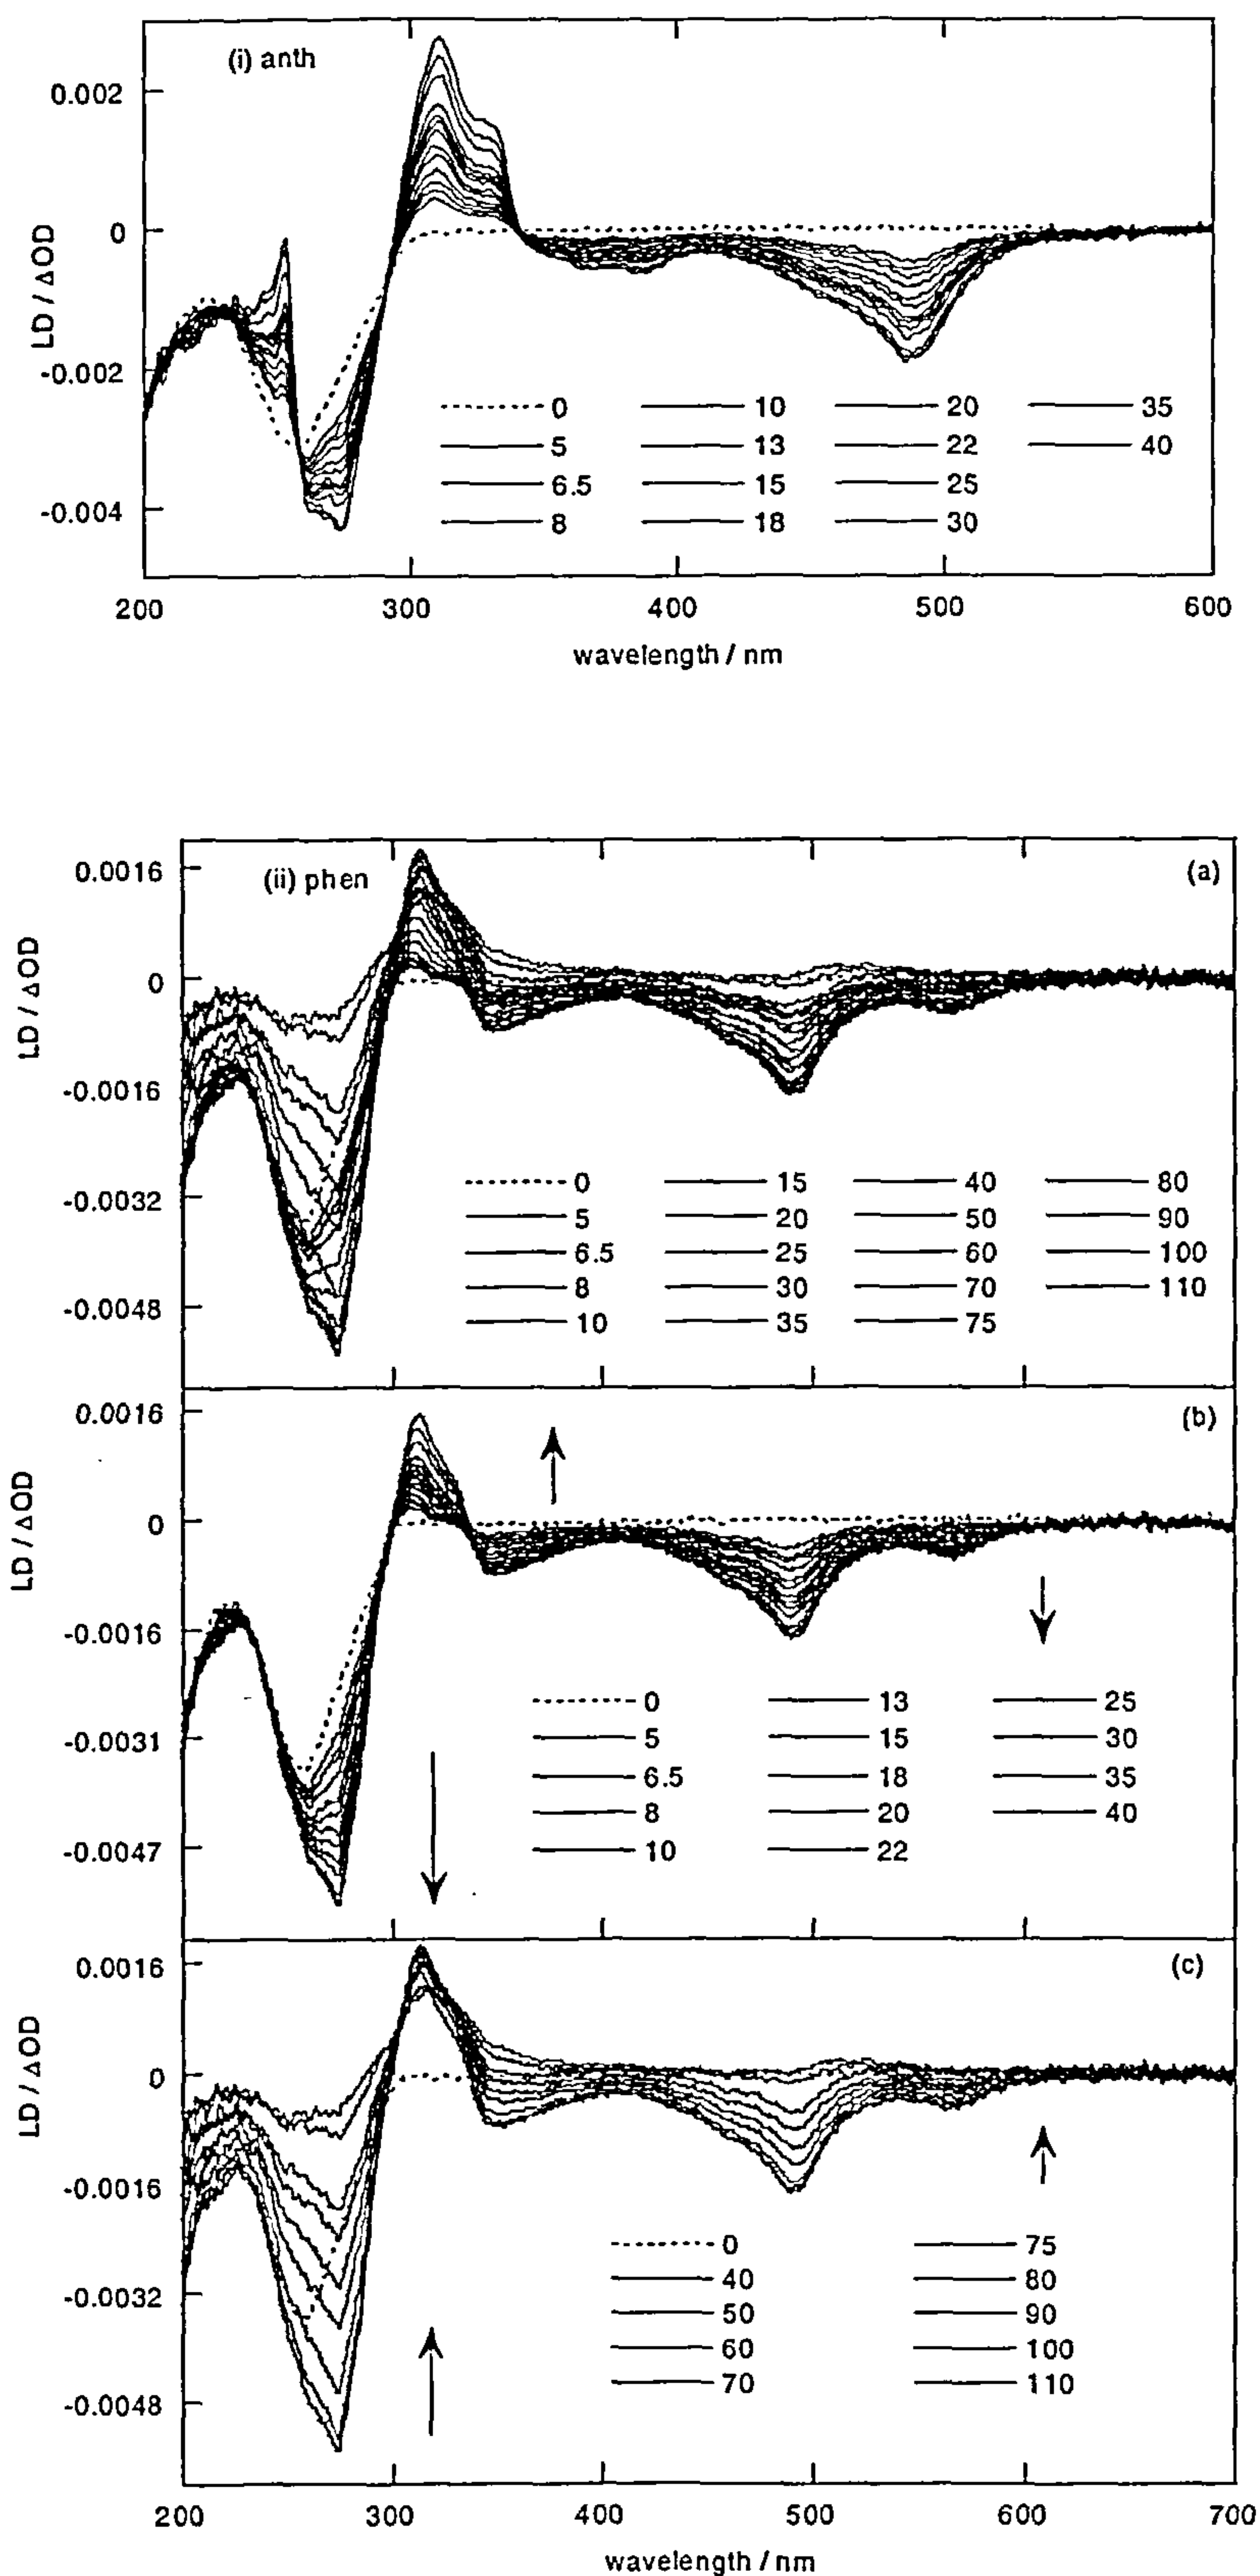 (i) anth
LD / ΔOD
0.002
0
-0.002
-0.004
0 10 20 35
5 13 22 40
6.5 15 25
8 18 30
200 300 400 500 600
wavelength / nm
(ii) phen (a)
LD / ΔOD
0.0016
0
-0.0016
-0.0032
-0.0048
0 15 40 80
5 20 50 90
6.5 25 60 100
8 30 70 110
10 35 75
(b)
LD / ΔOD
0.0016
0
-0.0016
-0.0031
-0.0047
0 13 25
5 15 30
6.5 18 35
8 20 40
10 22
(c)
LD / ΔOD
0.0016
0
-0.0016
-0.0032
-0.0048
0 75
40 80
50 90
60 100
70 110
200 300 400 500 600 700
wavelength / nm